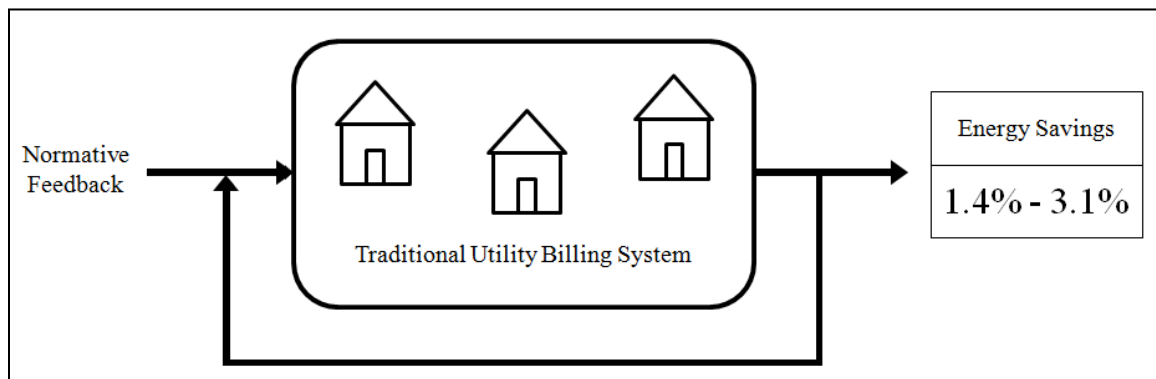 Normative
Feedback
Traditional Utility Billing System
Energy Savings
1.4% - 3.1%